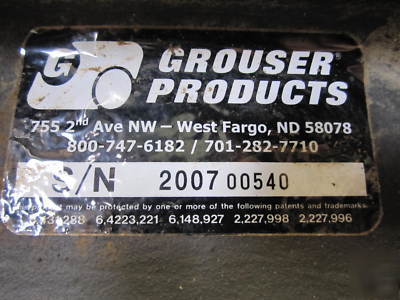 G GROUSER®
PRODUCTS
755 2nd Ave NW – West Fargo, ND 58078
800-747-6182 / 701-282-7710
S/N 2007 00540
may be protected by one or more of the following patents and trademarks.
6,4223,221 6,148,927 2,227,998 2,227,996